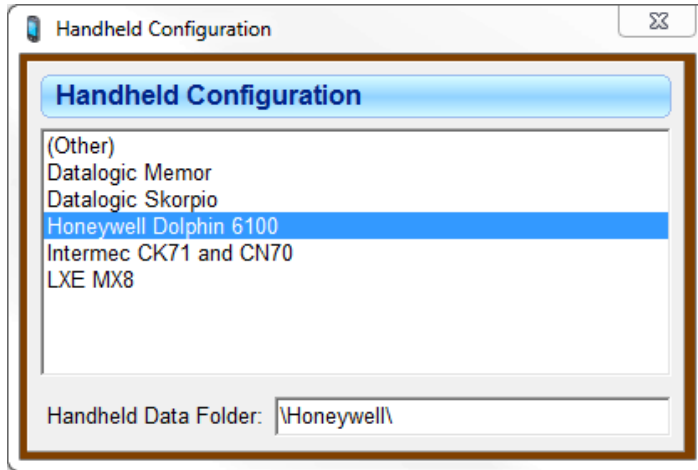 Handheld Configuration
Handheld Configuration
(Other)
Datalogic Memor
Datalogic Skorpio
Honeywell Dolphin 6100
Intermec CK71 and CN70
LXE MX8
Handheld Data Folder: \Honeywell\